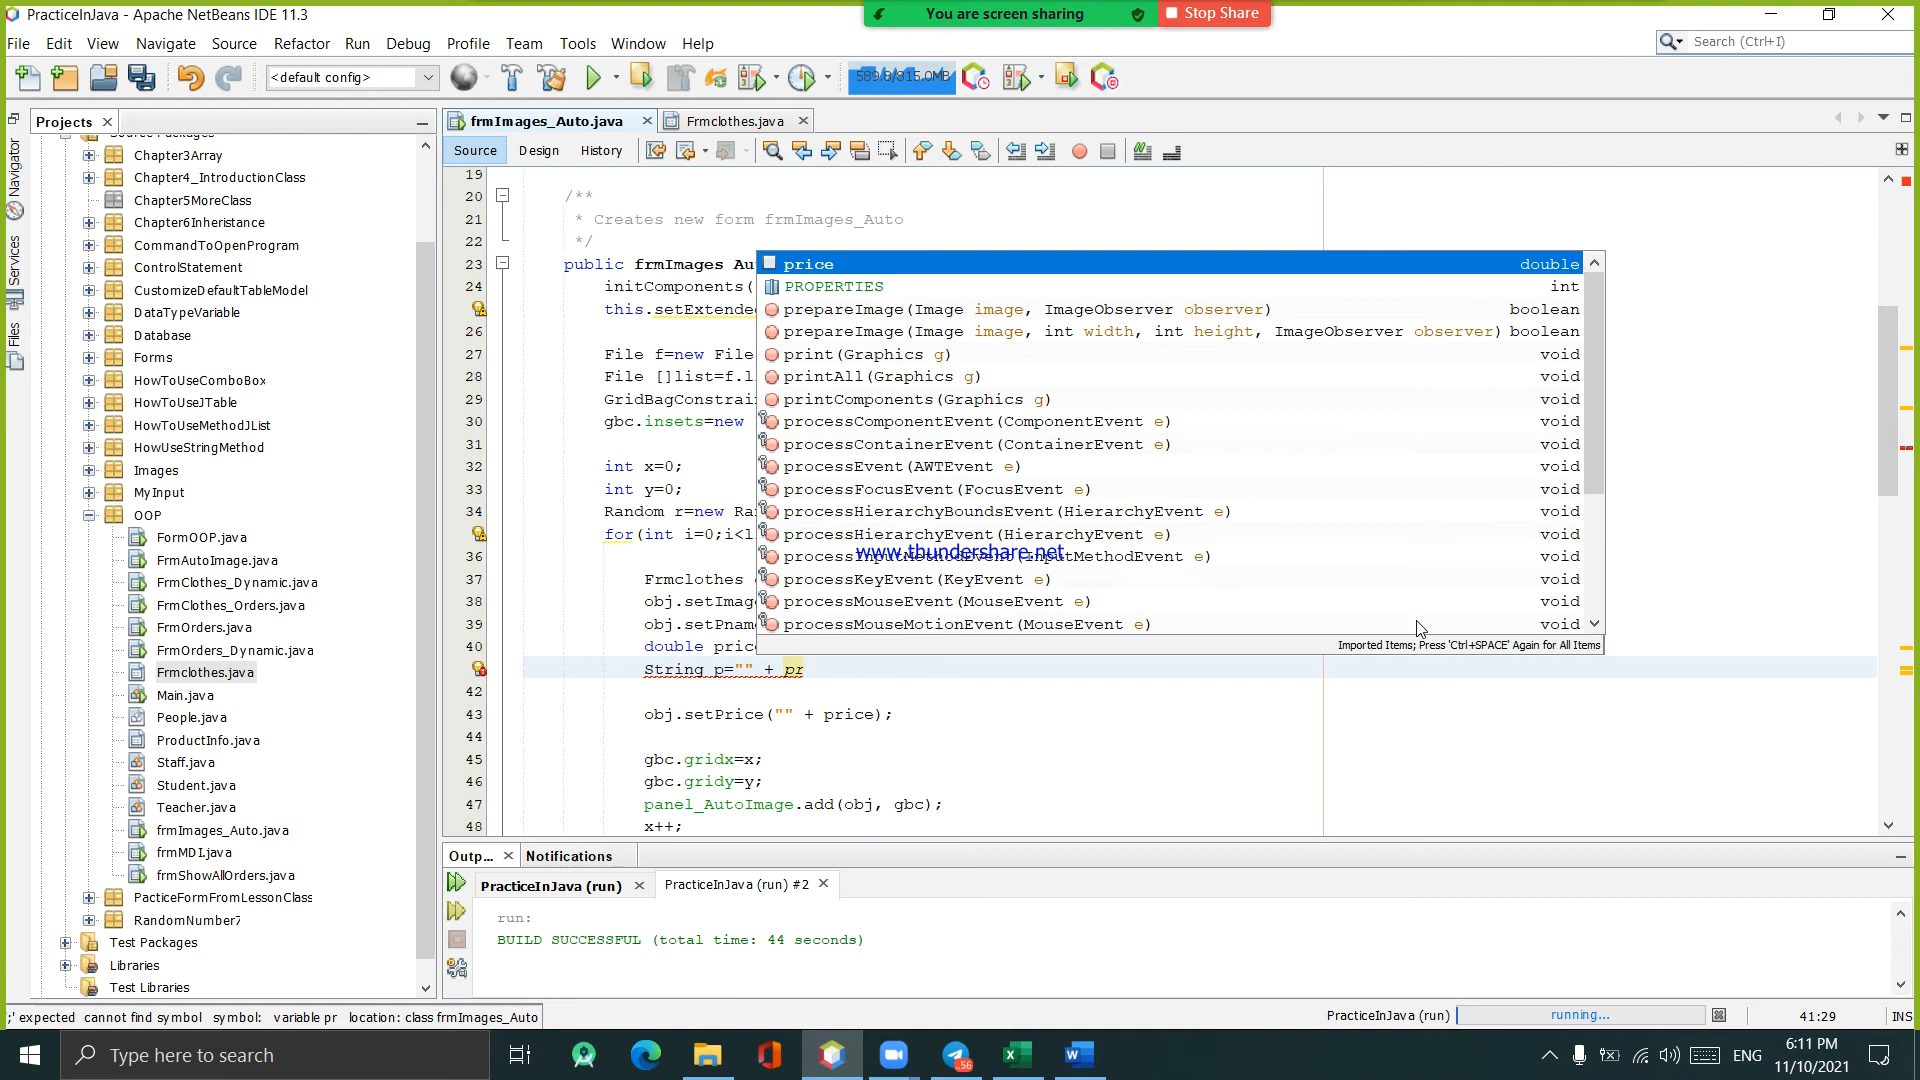 PracticeInJava - Apache NetBeans IDE 11.3
You are screen sharing
Stop Share
File Edit View Navigate Source Refactor Run Debug Profile Team Tools Window Help
Search (Ctrl+I)
<default config>
589.8/815.0MB
Projects
Navigator
Services
Files
Source Packages
Chapter3Array
Chapter4_IntroductionClass
Chapter5MoreClass
Chapter6Inheristance
CommandToOpenProgram
ControlStatement
CustomizeDefaultTableModel
DataTypeVariable
Database
Forms
HowToUseComboBox
HowToUseJTable
HowToUseMethodJList
HowUseStringMethod
Images
MyInput
OOP
FormOOP.java
FrmAutoImage.java
FrmClothes_Dynamic.java
FrmClothes_Orders.java
FrmOrders.java
FrmOrders_Dynamic.java
Frmclothes.java
Main.java
People.java
ProductInfo.java
Staff.java
Student.java
Teacher.java
frmImages_Auto.java
frmMDI.java
frmShowAllOrders.java
PacticeFormFromLessonClass
RandomNumber7
Test Packages
Libraries
Test Libraries
frmImages_Auto.java
Frmclothes.java
Source Design History
19
20 /**
21 * Creates new form frmImages_Auto
22 */
23 public frmImages Au
24 initComponents(
this.setExtende
26
27 File f=new File
28 File []list=f.l
29 GridBagConstrai
30 gbc.insets=new
31
32 int x=0;
33 int y=0;
34 Random r=new Ra
for(int i=0;i<l
36
37 Frmclothes
38 obj.setImag
39 obj.setPnam
40 double pric
String p="" + pr
42
43 obj.setPrice("" + price);
44
45 gbc.gridx=x;
46 gbc.gridy=y;
47 panel_AutoImage.add(obj, gbc);
48 x++;
price double
PROPERTIES int
prepareImage(Image image, ImageObserver observer) boolean
prepareImage(Image image, int width, int height, ImageObserver observer) boolean
print(Graphics g) void
printAll(Graphics g) void
printComponents(Graphics g) void
processComponentEvent(ComponentEvent e) void
processContainerEvent(ContainerEvent e) void
processEvent(AWTEvent e) void
processFocusEvent(FocusEvent e) void
processHierarchyBoundsEvent(HierarchyEvent e) void
processHierarchyEvent(HierarchyEvent e) void
www.thundershare.net
processInputMethodEvent(InputMethodEvent e) void
processKeyEvent(KeyEvent e) void
processMouseEvent(MouseEvent e) void
processMouseMotionEvent(MouseEvent e) void
Imported Items; Press 'Ctrl+SPACE' Again for All Items
Outp... Notifications
PracticeInJava (run)
PracticeInJava (run) #2
run:
BUILD SUCCESSFUL (total time: 44 seconds)
;' expected cannot find symbol symbol: variable pr location: class frmImages_Auto
PracticeInJava (run)
running...
41:29
INS
Type here to search
56
ENG
6:11 PM
11/10/2021